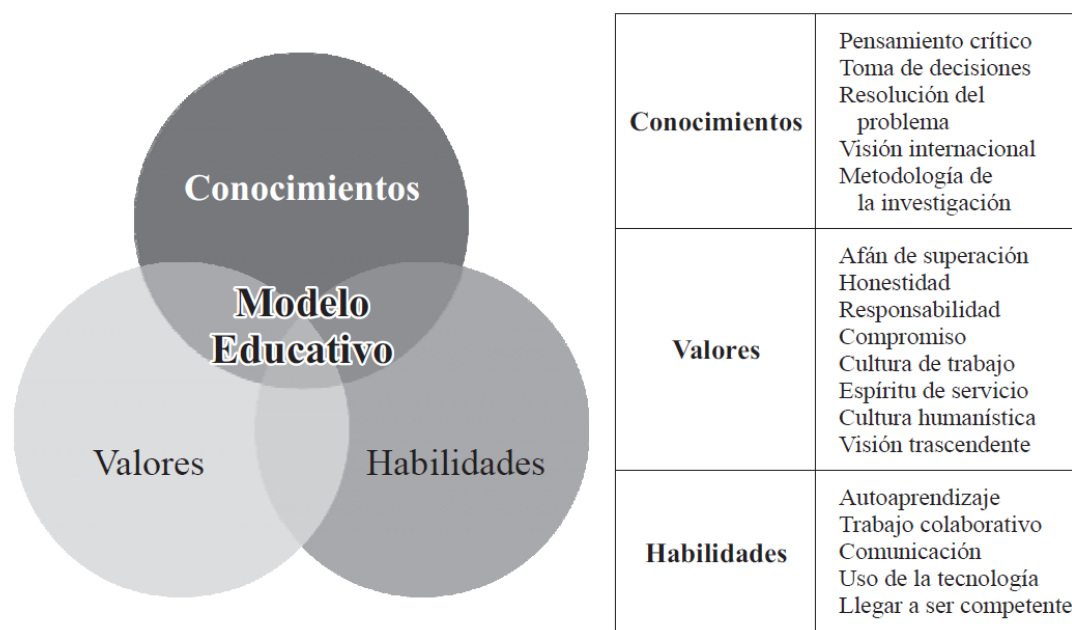 Conocimientos
Modelo
Educativo
Valores
Habilidades
Conocimientos
Pensamiento crítico
Toma de decisiones
Resolución del
problema
Visión internacional
Metodología de
la investigación
Valores
Afán de superación
Honestidad
Responsabilidad
Compromiso
Cultura de trabajo
Espíritu de servicio
Cultura humanística
Visión trascendente
Habilidades
Autoaprendizaje
Trabajo colaborativo
Comunicación
Uso de la tecnología
Llegar a ser competente